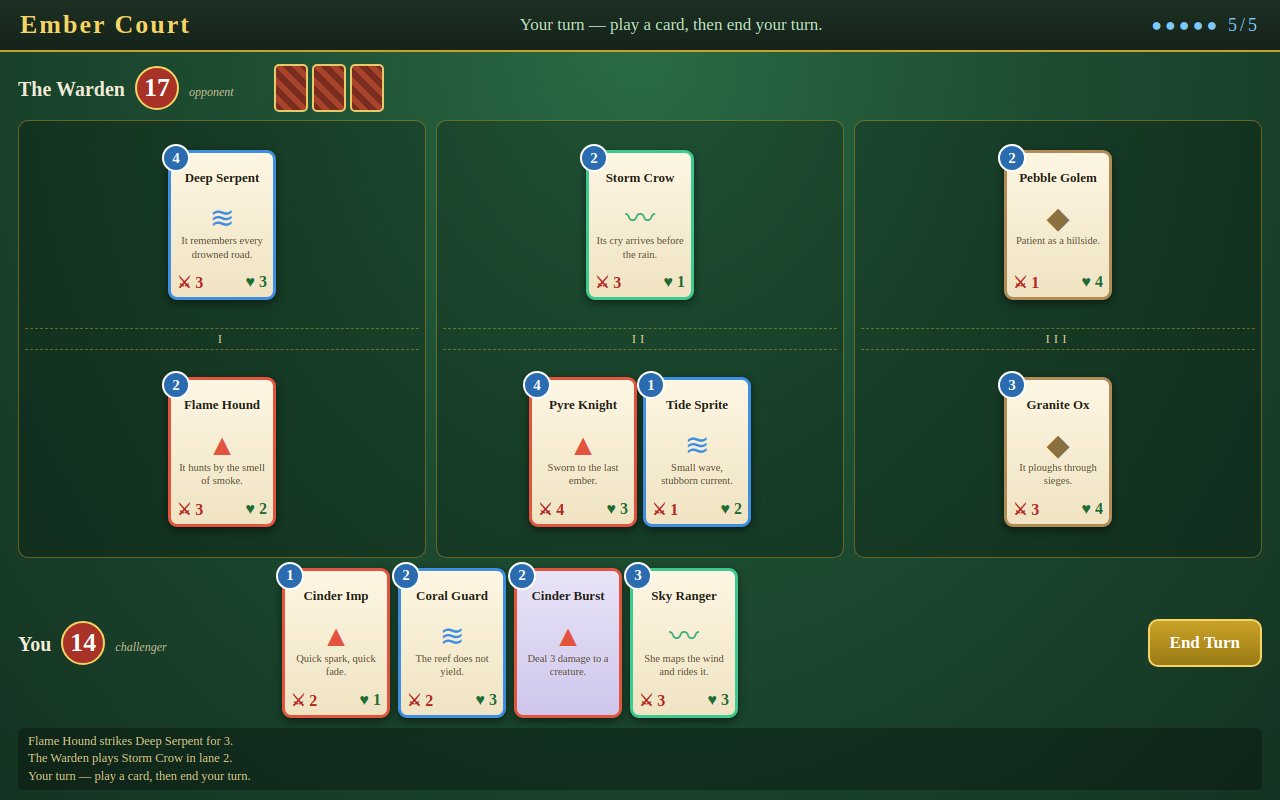 Ember Court
Your turn — play a card, then end your turn.
●●●●● 5/5
The Warden 17 opponent
4
Deep Serpent
It remembers every
drowned road.
⚔ 3 ♥ 3
2
Storm Crow
Its cry arrives before
the rain.
⚔ 3 ♥ 1
2
Pebble Golem
Patient as a hillside.
⚔ 1 ♥ 4
I
II
III
2
Flame Hound
It hunts by the smell
of smoke.
⚔ 3 ♥ 2
4
Pyre Knight
Sworn to the last
ember.
⚔ 4 ♥ 3
1
Tide Sprite
Small wave,
stubborn current.
⚔ 1 ♥ 2
3
Granite Ox
It ploughs through
sieges.
⚔ 3 ♥ 4
You 14 challenger
1
Cinder Imp
Quick spark, quick
fade.
⚔ 2 ♥ 1
2
Coral Guard
The reef does not
yield.
⚔ 2 ♥ 3
2
Cinder Burst
Deal 3 damage to a
creature.
3
Sky Ranger
She maps the wind
and rides it.
⚔ 3 ♥ 3
End Turn
Flame Hound strikes Deep Serpent for 3.
The Warden plays Storm Crow in lane 2.
Your turn — play a card, then end your turn.